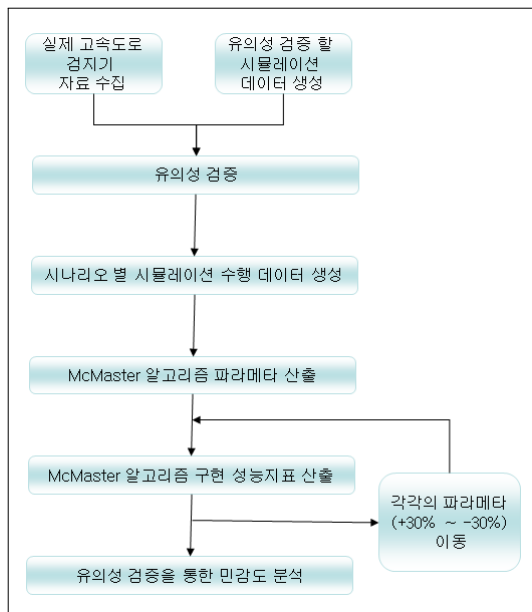 실제 고속도로
검지기
자료 수집
유의성 검증 할
시뮬레이션
데이터 생성
유의성 검증
시나리오 별 시뮬레이션 수행 데이터 생성
McMaster 알고리즘 파라메타 산출
McMaster 알고리즘 구현 성능지표 산출
각각의 파라메타
(+30% ~ -30%)
이동
유의성 검증을 통한 민감도 분석